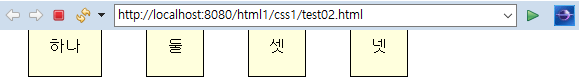 http://localhost:8080/html1/css1/test02.html
하나 둘 셋 넷